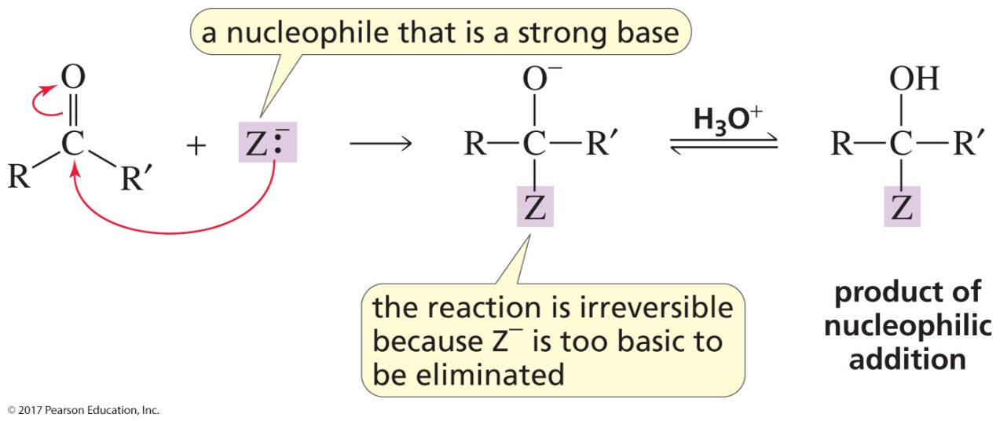 a nucleophile that is a strong base
O
C
R
R′
+
Z:⁻
O⁻
R—C—R′
Z
H₃O⁺
OH
R—C—R′
Z
the reaction is irreversible
because Z⁻ is too basic to
be eliminated
product of
nucleophilic
addition
© 2017 Pearson Education, Inc.